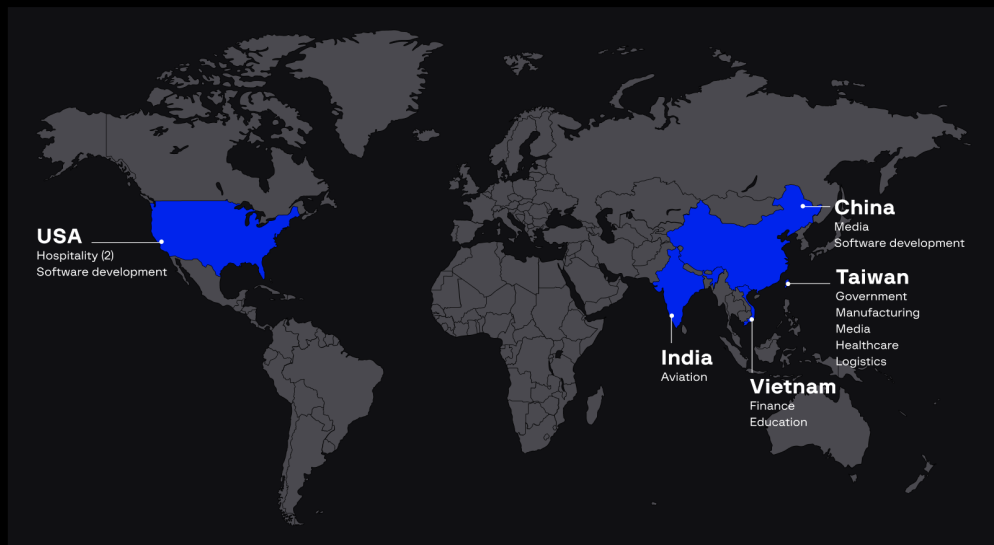 USA
Hospitality (2)
Software development
China
Media
Software development
Taiwan
Government
Manufacturing
Media
Healthcare
Logistics
India
Aviation
Vietnam
Finance
Education